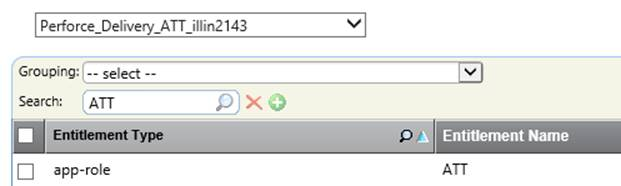 Perforce_Delivery_ATT_illin2143
Grouping: -- select --
Search: ATT
Entitlement Type Entitlement Name
app-role ATT